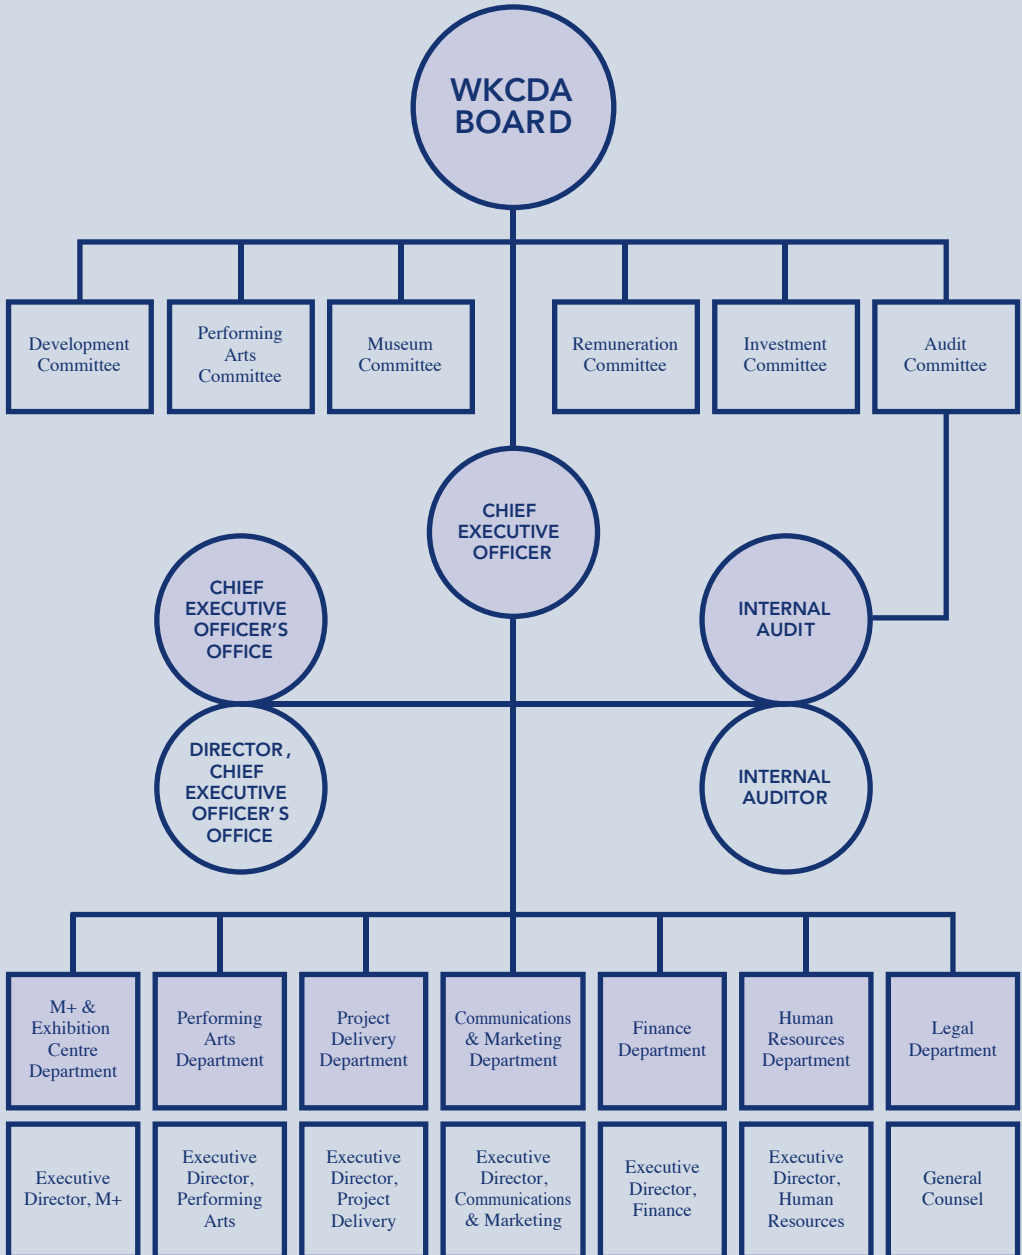 WKCDA
BOARD
Development
Committee
Performing
Arts
Committee
Museum
Committee
Remuneration
Committee
Investment
Committee
Audit
Committee
CHIEF
EXECUTIVE
OFFICER
CHIEF
EXECUTIVE
OFFICER'S
OFFICE
INTERNAL
AUDIT
DIRECTOR,
CHIEF
EXECUTIVE
OFFICER'S
OFFICE
INTERNAL
AUDITOR
M+ &
Exhibition
Centre
Department
Performing
Arts
Department
Project
Delivery
Department
Communications
& Marketing
Department
Finance
Department
Human
Resources
Department
Legal
Department
Executive
Director, M+
Executive
Director,
Performing
Arts
Executive
Director,
Project
Delivery
Executive
Director,
Communications
& Marketing
Executive
Director,
Finance
Executive
Director,
Human
Resources
General
Counsel